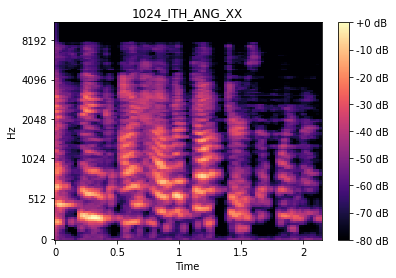 1024_ITH_ANG_XX
+0 dB
8192
-10 dB
4096
-20 dB
-30 dB
2048
Hz
-40 dB
1024
-50 dB
512
-60 dB
-70 dB
0
-80 dB
0
0.5
1
1.5
2
Time